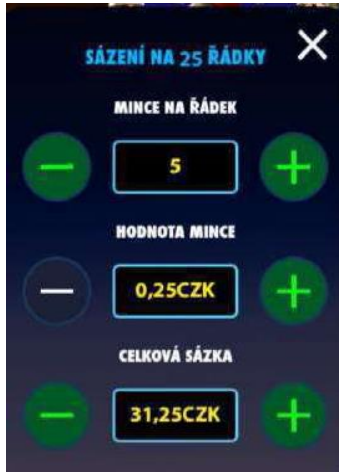 SÁZENÍ NA 25 ŘÁDKY
MINCE NA ŘÁDEK
5
HODNOTA MINCE
0,25CZK
CELKOVÁ SÁZKA
31,25CZK